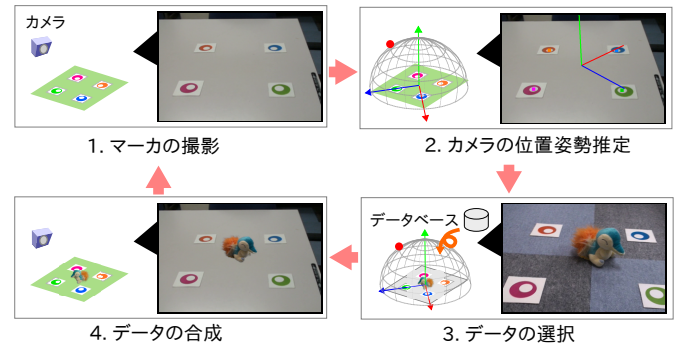 カメラ
1. マーカの撮影
2. カメラの位置姿勢推定
データベース
4. データの合成
3. データの選択